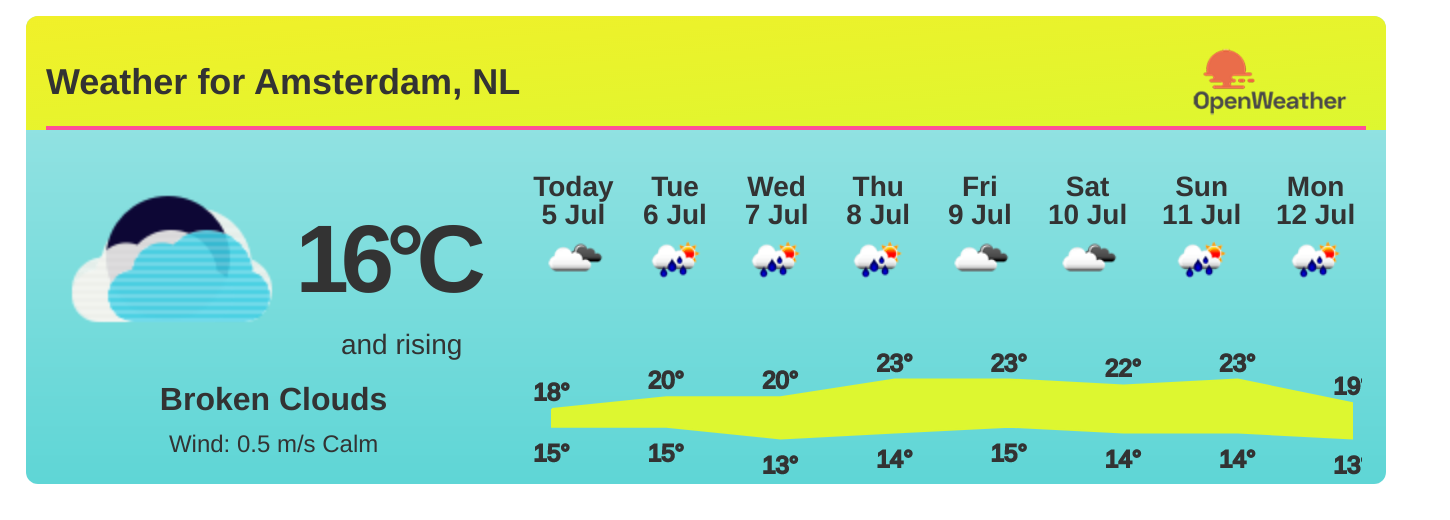 Weather for Amsterdam, NL
OpenWeather
16°C
and rising
Broken Clouds
Wind: 0.5 m/s Calm
Today Tue Wed Thu Fri Sat Sun Mon
5 Jul 6 Jul 7 Jul 8 Jul 9 Jul 10 Jul 11 Jul 12 Jul
18° 20° 20° 23° 23° 22° 23° 19°
15° 15° 13° 14° 15° 14° 14° 13°